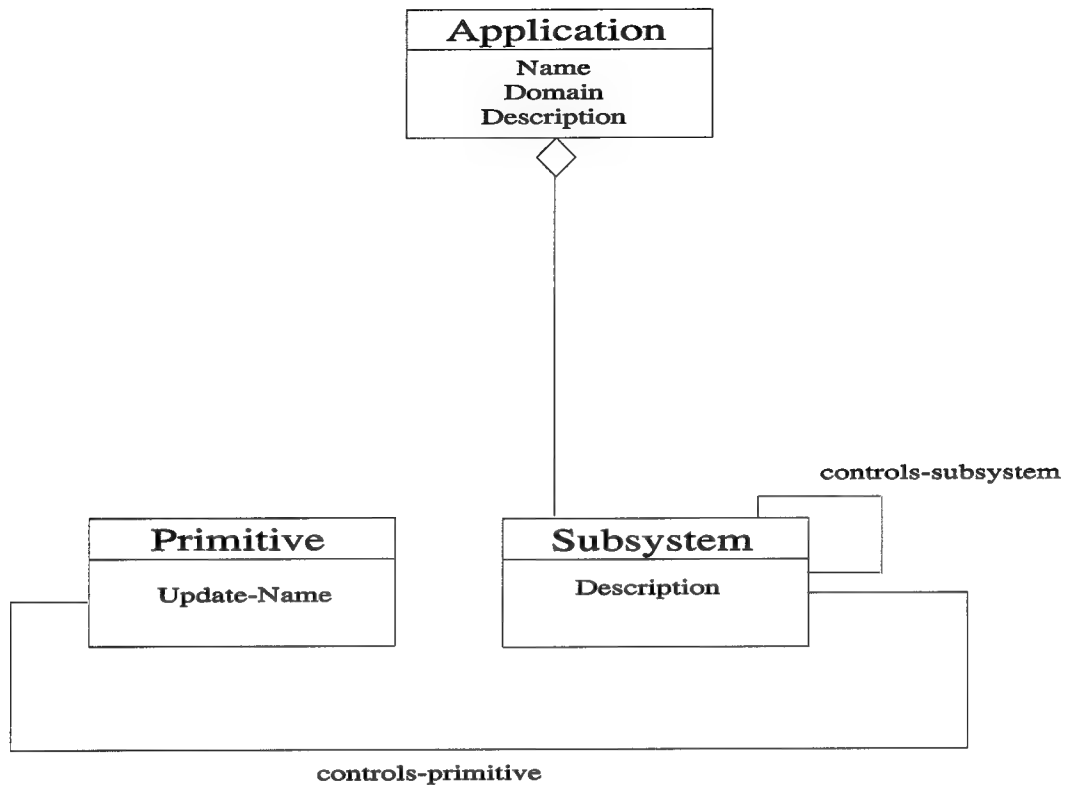 Application
Name
Domain
Description
controls-subsystem
Primitive
Update-Name
Subsystem
Description
controls-primitive